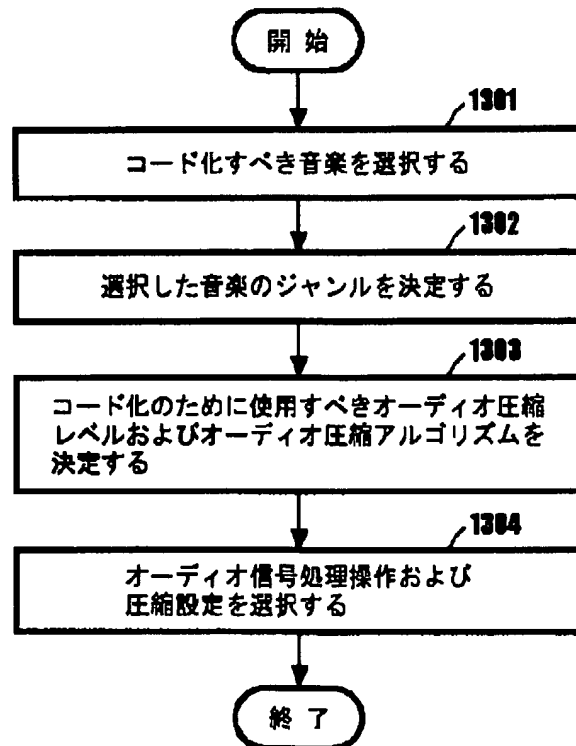 開 始
1301
コード化すべき音楽を選択する
1302
選択した音楽のジャンルを決定する
1303
コード化のために使用すべきオーディオ圧縮
レベルおよびオーディオ圧縮アルゴリズムを
決定する
1304
オーディオ信号処理操作および
圧縮設定を選択する
終 了